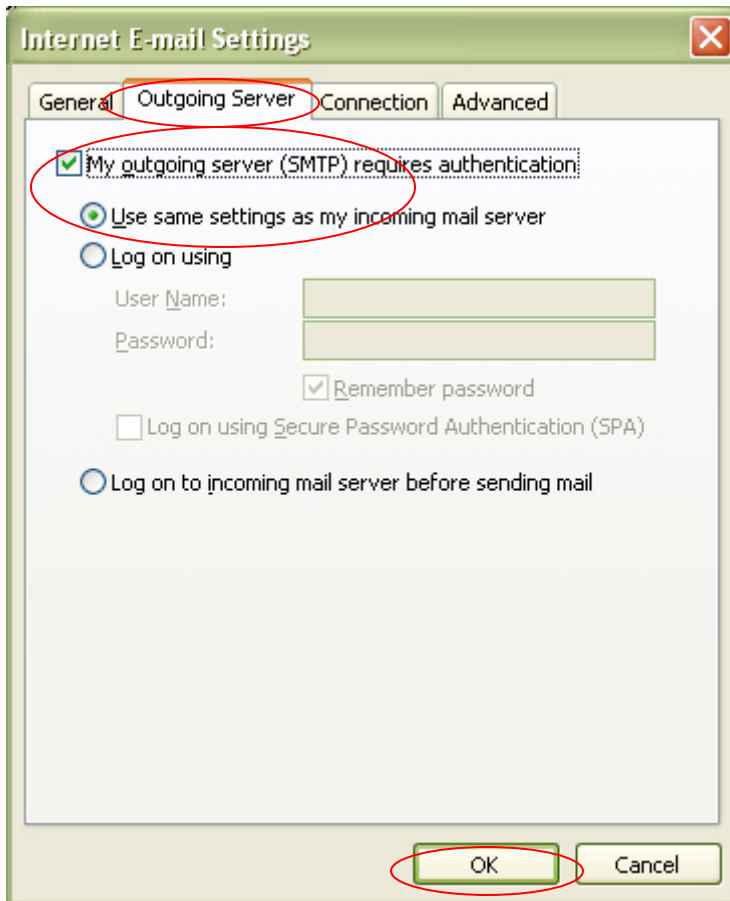 Internet E-mail Settings
General Outgoing Server Connection Advanced
My outgoing server (SMTP) requires authentication
Use same settings as my incoming mail server
Log on using
User Name:
Password:
Remember password
Log on using Secure Password Authentication (SPA)
Log on to incoming mail server before sending mail
OK Cancel